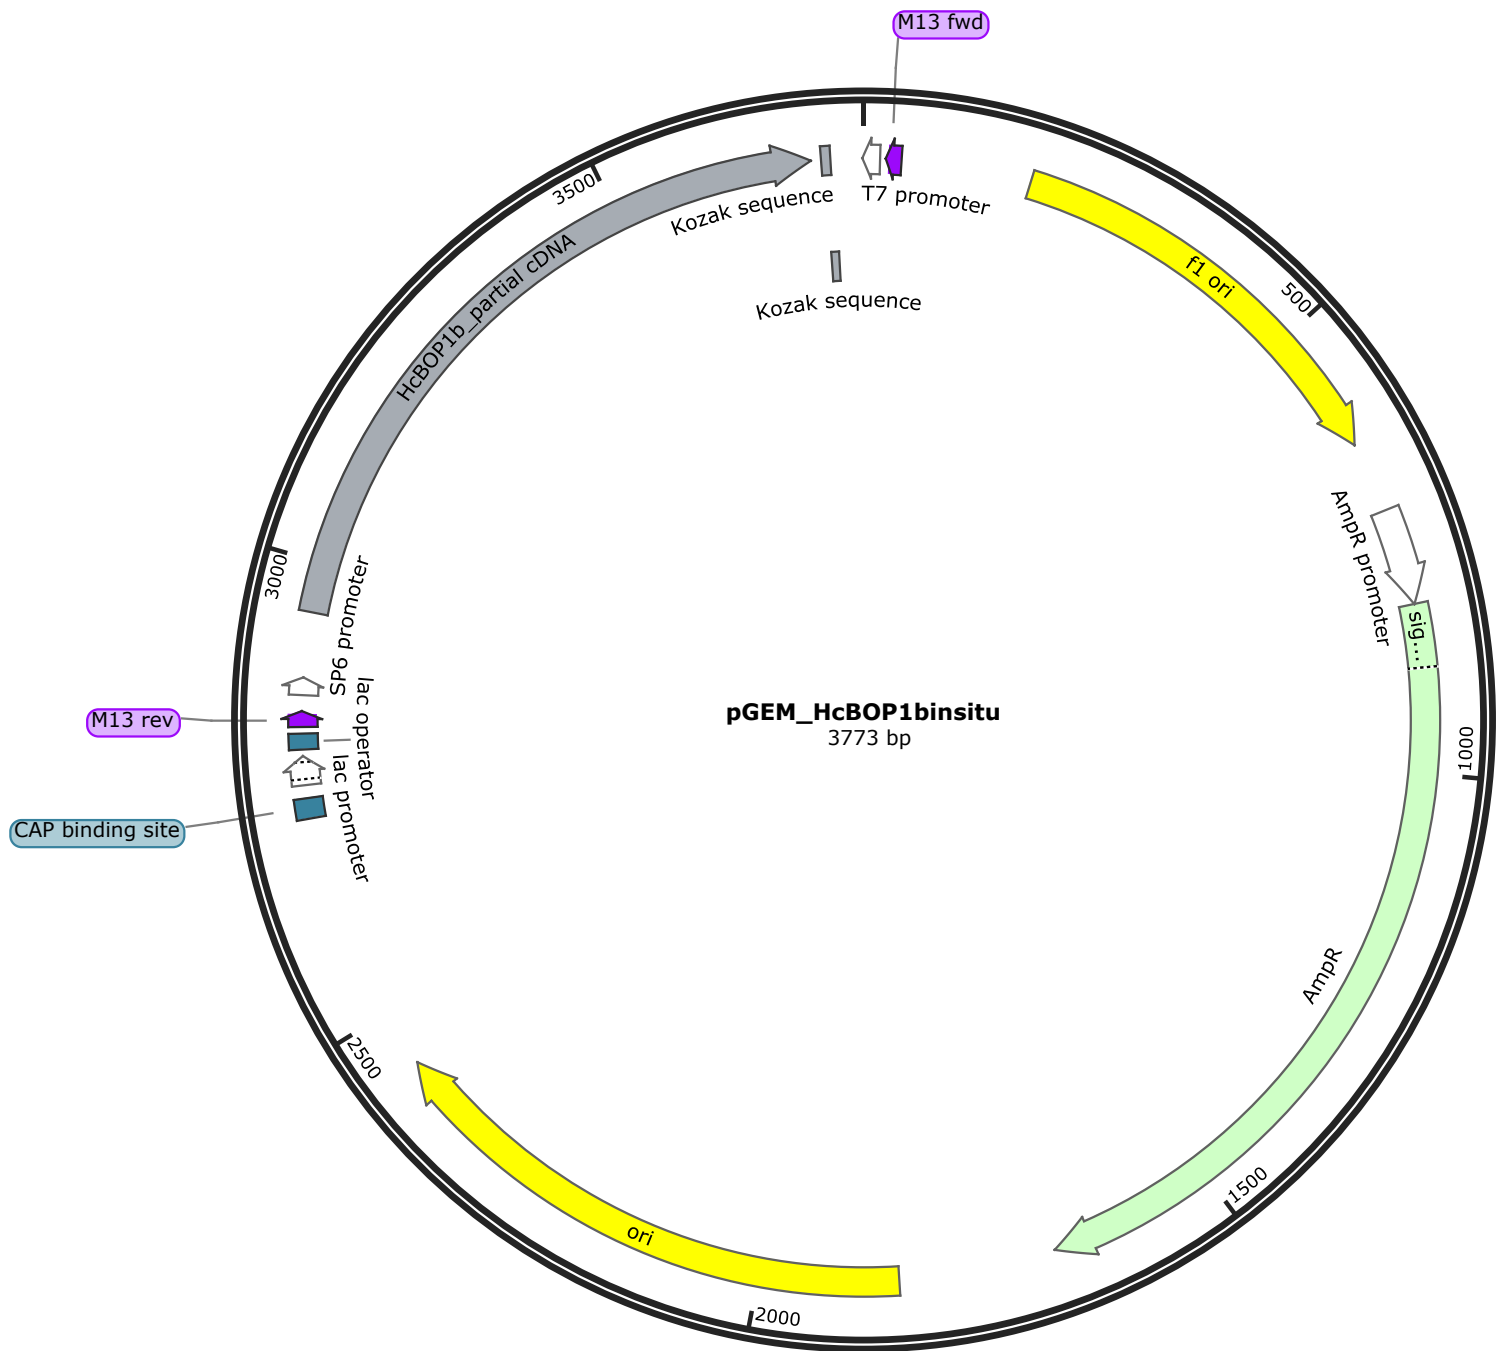 M13 fwd
T7 promoter
Kozak sequence
Kozak sequence
f1 ori
500
AmpR promoter
sig...
1000
AmpR
1500
ori
2000
2500
CAP binding site
lac promoter
lac operator
M13 rev
SP6 promoter
3000
HcBOP1b_partial cDNA
3500
pGEM_HcBOP1binsitu
3773 bp